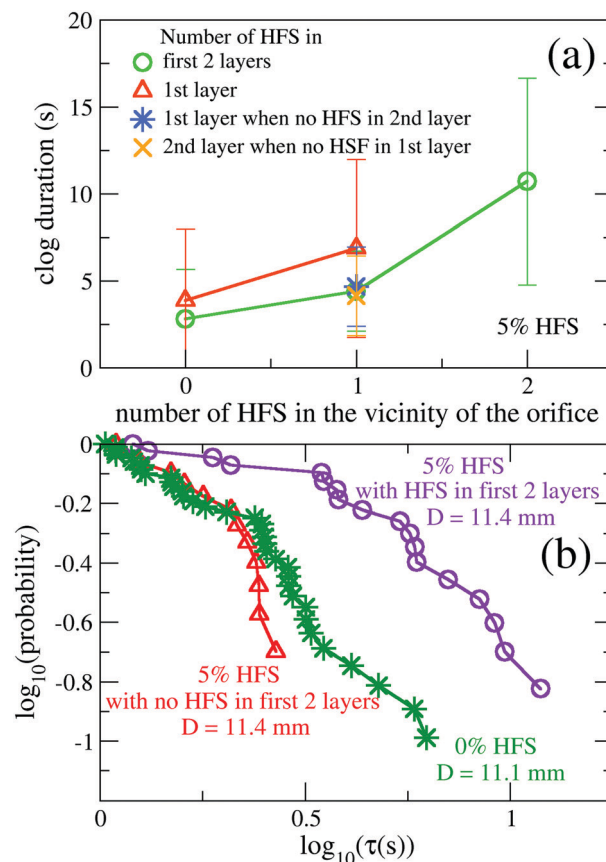 (a)
Number of HFS in
first 2 layers
1st layer
1st layer when no HFS in 2nd layer
2nd layer when no HSF in 1st layer
20
15
10
5
0
clog duration (s)
5% HFS
0 1 2
number of HFS in the vicinity of the orifice
0
-0.2
-0.4
-0.6
-0.8
-1
log10(probability)
5% HFS
with HFS in first 2 layers
D = 11.4 mm
(b)
5% HFS
with no HFS in first 2 layers
D = 11.4 mm
0% HFS
D = 11.1 mm
0 0.5 1
log10(τ(s))